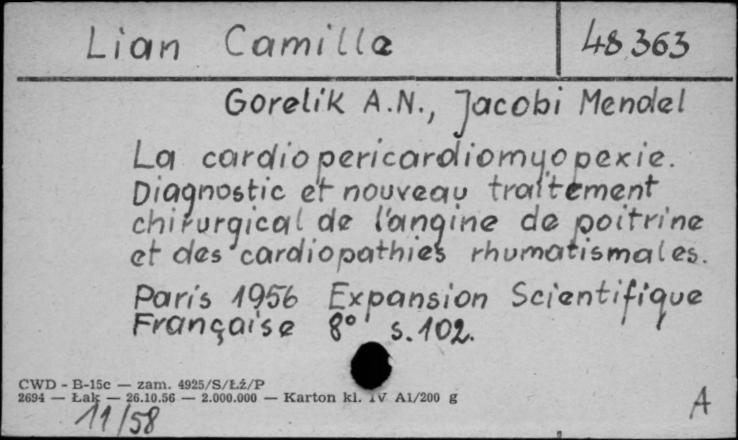 Lian Camille 48363
Gorelik A.N., Jacobi Mendel
La cardiopericardiomyopexie.
Diagnostic et nouveau traitement
chirurgical de l'angine de poitrine
et des cardiopathies rhumatismales.
Paris 1956 Expansion Scientifique
Française 8° s.102.
CWD - B-15c — zam. 4925/S/Łź/P
2694 — Łąk — 26.10.56 — 2.000.000 — Karton kl. IV A1/200 g
11/58
A